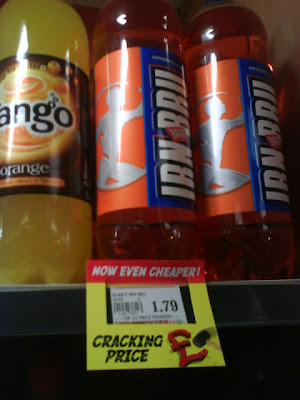 ango
orange
IRN-BRU
IRN-BRU
NOW EVEN CHEAPER!
1.79
CRACKING
PRICE
£